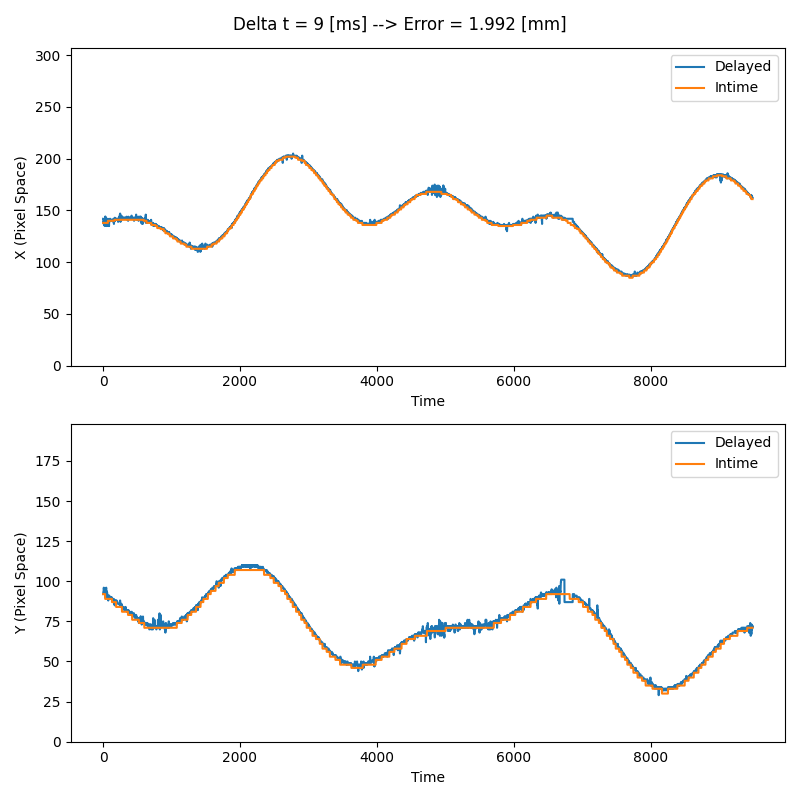 Delta t = 9 [ms] --> Error = 1.992 [mm]
300
250
200
150
100
50
0
X (Pixel Space)
Delayed
Intime
0
2000
4000
6000
8000
Time
175
150
125
100
75
50
25
0
Y (Pixel Space)
Delayed
Intime
0
2000
4000
6000
8000
Time